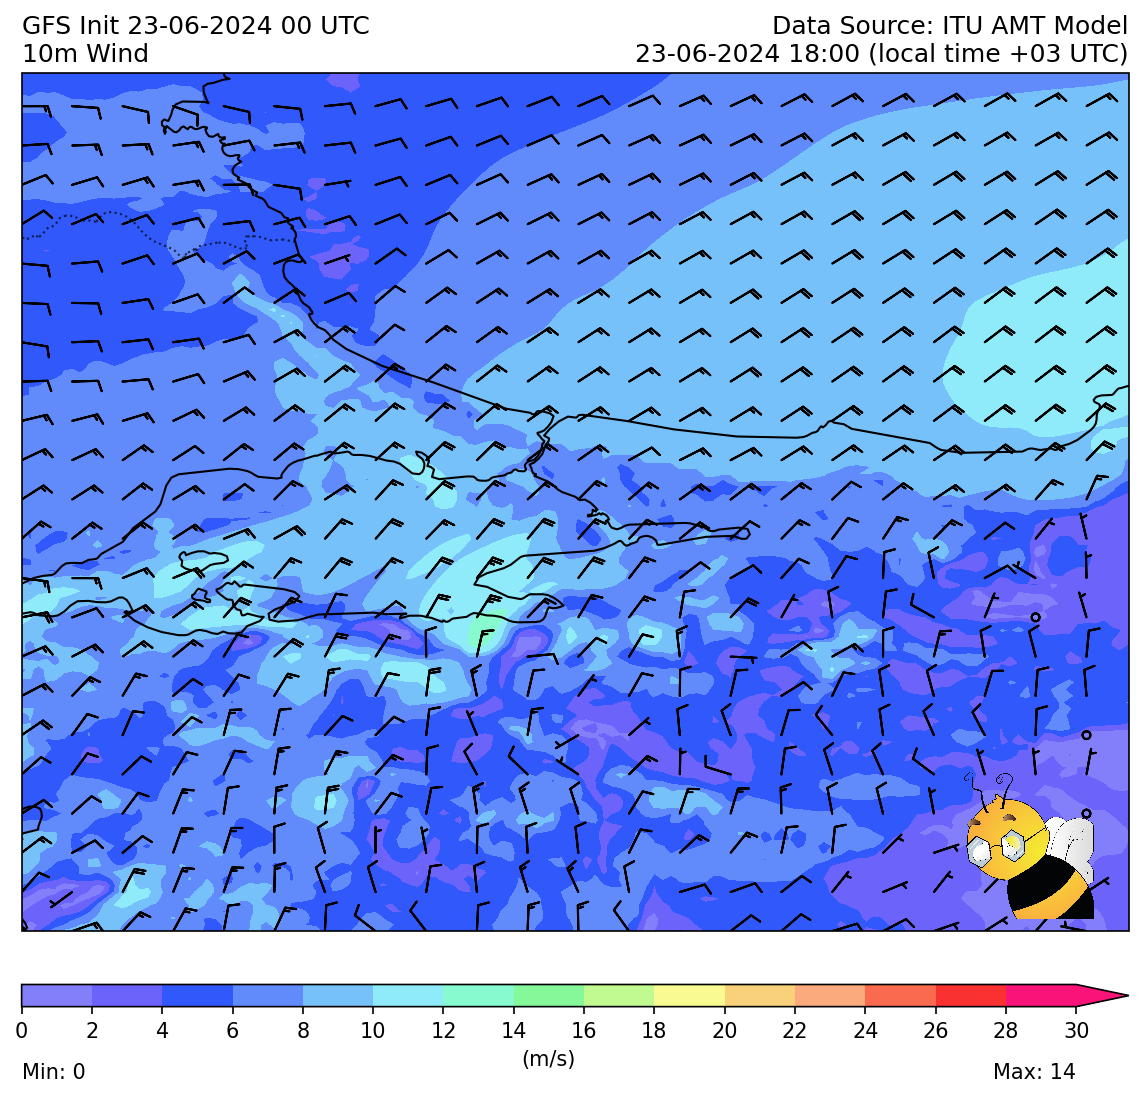 GFS Init 23-06-2024 00 UTC
Data Source: ITU AMT Model
10m Wind
23-06-2024 18:00 (local time +03 UTC)
0 2 4 6 8 10 12 14 16 18 20 22 24 26 28 30
(m/s)
Min: 0
Max: 14